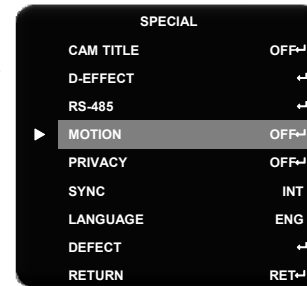 SPECIAL
CAM TITLE OFF↵
D-EFFECT ↵
RS-485 ↵
MOTION OFF↵
PRIVACY OFF↵
SYNC INT
LANGUAGE ENG
DEFECT ↵
RETURN RET↵